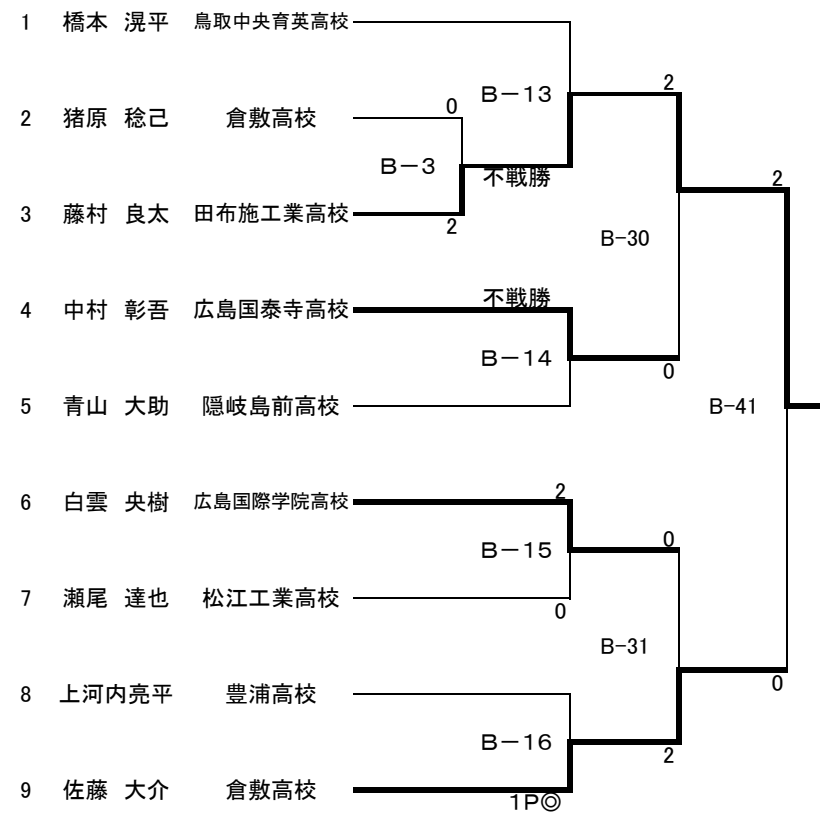 1 橋本 滉平 鳥取中央育英高校
2
B－13
0
2 猪原 稔己 倉敷高校
B－3
不戦勝
2
3 藤村 良太 田布施工業高校
2
B-30
不戦勝
4 中村 彰吾 広島国泰寺高校
B－14
0
5 青山 大助 隠岐島前高校
B-41
2
6 白雲 央樹 広島国際学院高校
B－15
0
7 瀬尾 達也 松江工業高校
0
B-31
0
8 上河内亮平 豊浦高校
B－16
2
9 佐藤 大介 倉敷高校
1P◎